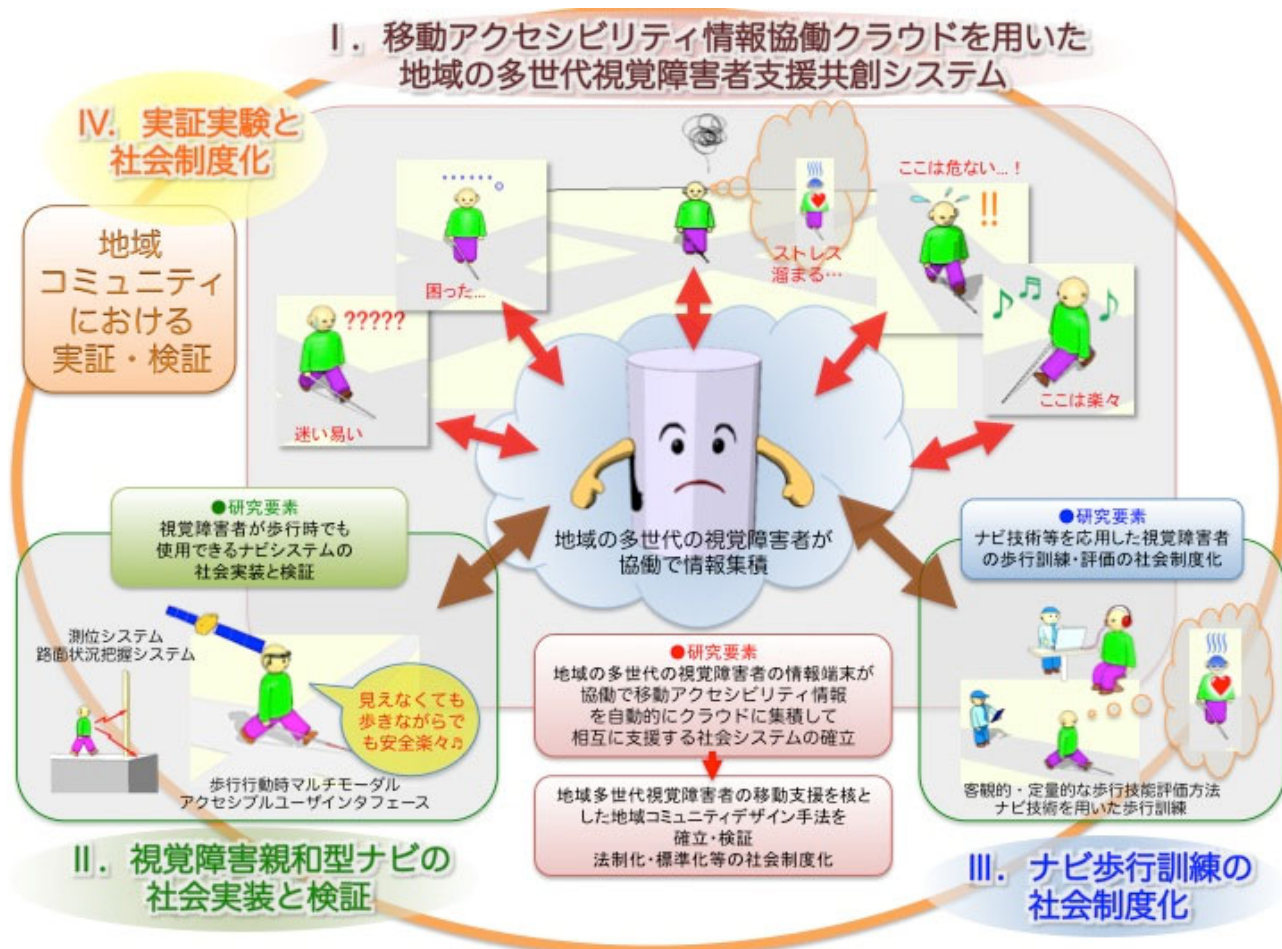 Ⅰ．移動アクセシビリティ情報協働クラウドを用いた
地域の多世代視覚障害者支援共創システム
Ⅳ．実証実験と
社会制度化
地域
コミュニティ
における
実証・検証
迷い易い
?????
困った...
......。
ストレス
溜まる…
ここは危ない...！
!!
ここは楽々
地域の多世代の視覚障害者が
協働で情報集積
●研究要素
視覚障害者が歩行時でも
使用できるナビシステムの
社会実装と検証
測位システム
路面状況把握システム
見えなくても
歩きながらで
も安全楽々♫
歩行行動時マルチモーダル
アクセシブルユーザインタフェース
Ⅱ．視覚障害親和型ナビの
社会実装と検証
●研究要素
地域の多世代の視覚障害者の情報端末が
協働で移動アクセシビリティ情報
を自動的にクラウドに集積して
相互に支援する社会システムの確立
地域多世代視覚障害者の移動支援を核と
した地域コミュニティデザイン手法を
確立・検証
法制化・標準化等の社会制度化
●研究要素
ナビ技術等を応用した視覚障害者
の歩行訓練・評価の社会制度化
客観的・定量的な歩行技能評価方法
ナビ技術を用いた歩行訓練
Ⅲ．ナビ歩行訓練の
社会制度化